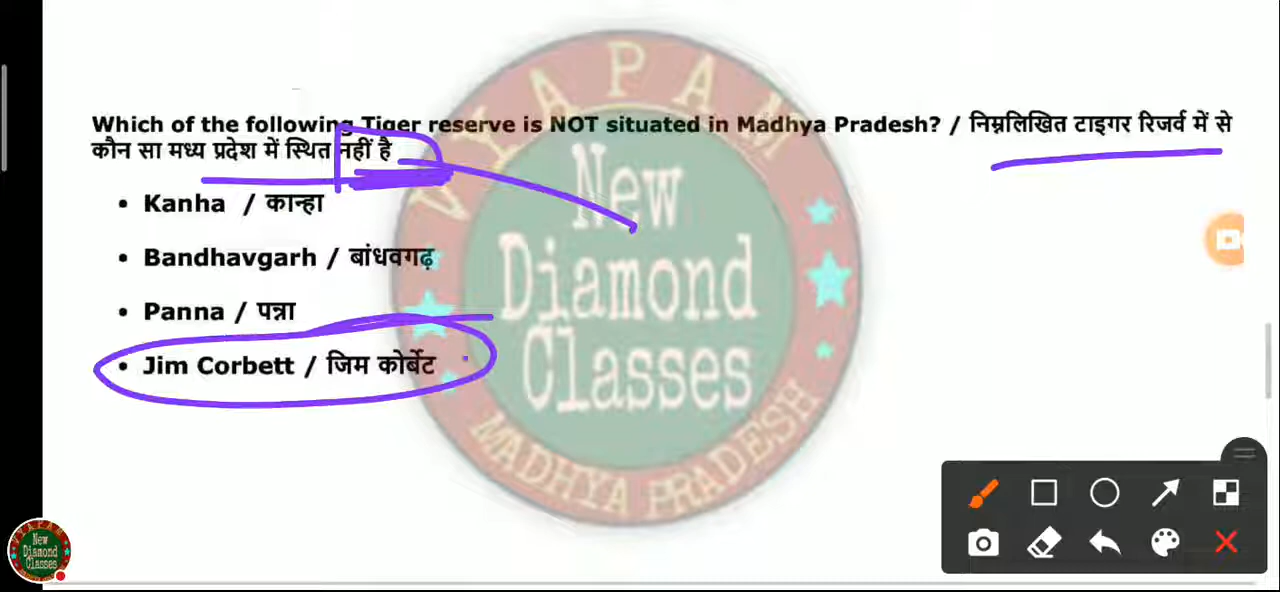 Which of the following Tiger reserve is NOT situated in Madhya Pradesh? / निम्नलिखित टाइगर रिजर्व में से
कौन सा मध्य प्रदेश में स्थित नहीं है
• Kanha / कान्हा
• Bandhavgarh / बांधवगढ़
• Panna / पन्ना
• Jim Corbett / जिम कोर्बेट
VYAPAM
New
Diamond
Classes
MADHYA PRADESH
VYAPAM
New
Diamond
Classes